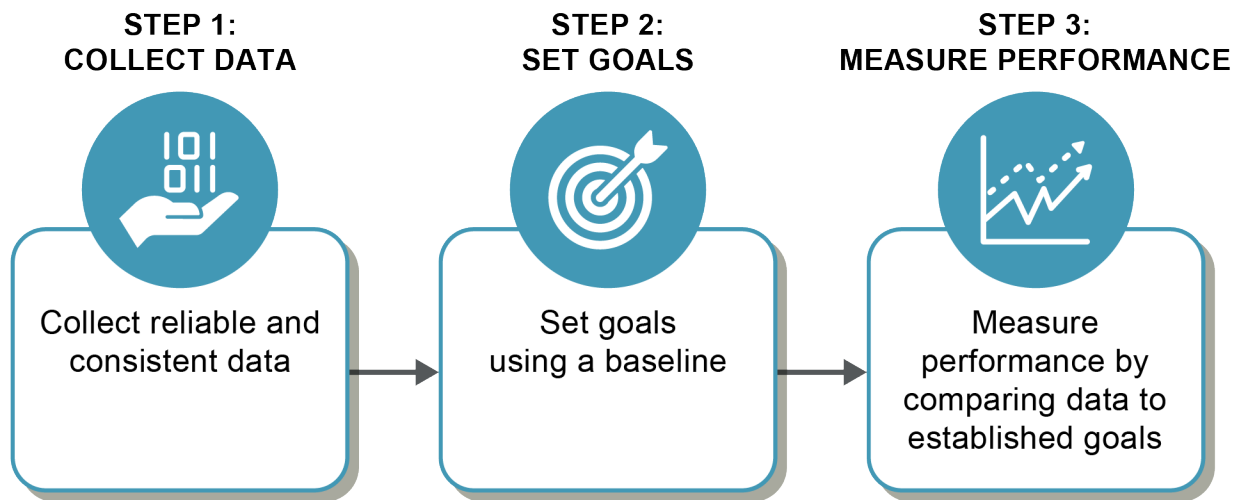 STEP 1:
COLLECT DATA
101
011
Collect reliable and
consistent data
STEP 2:
SET GOALS
Set goals
using a baseline
STEP 3:
MEASURE PERFORMANCE
Measure
performance by
comparing data to
established goals